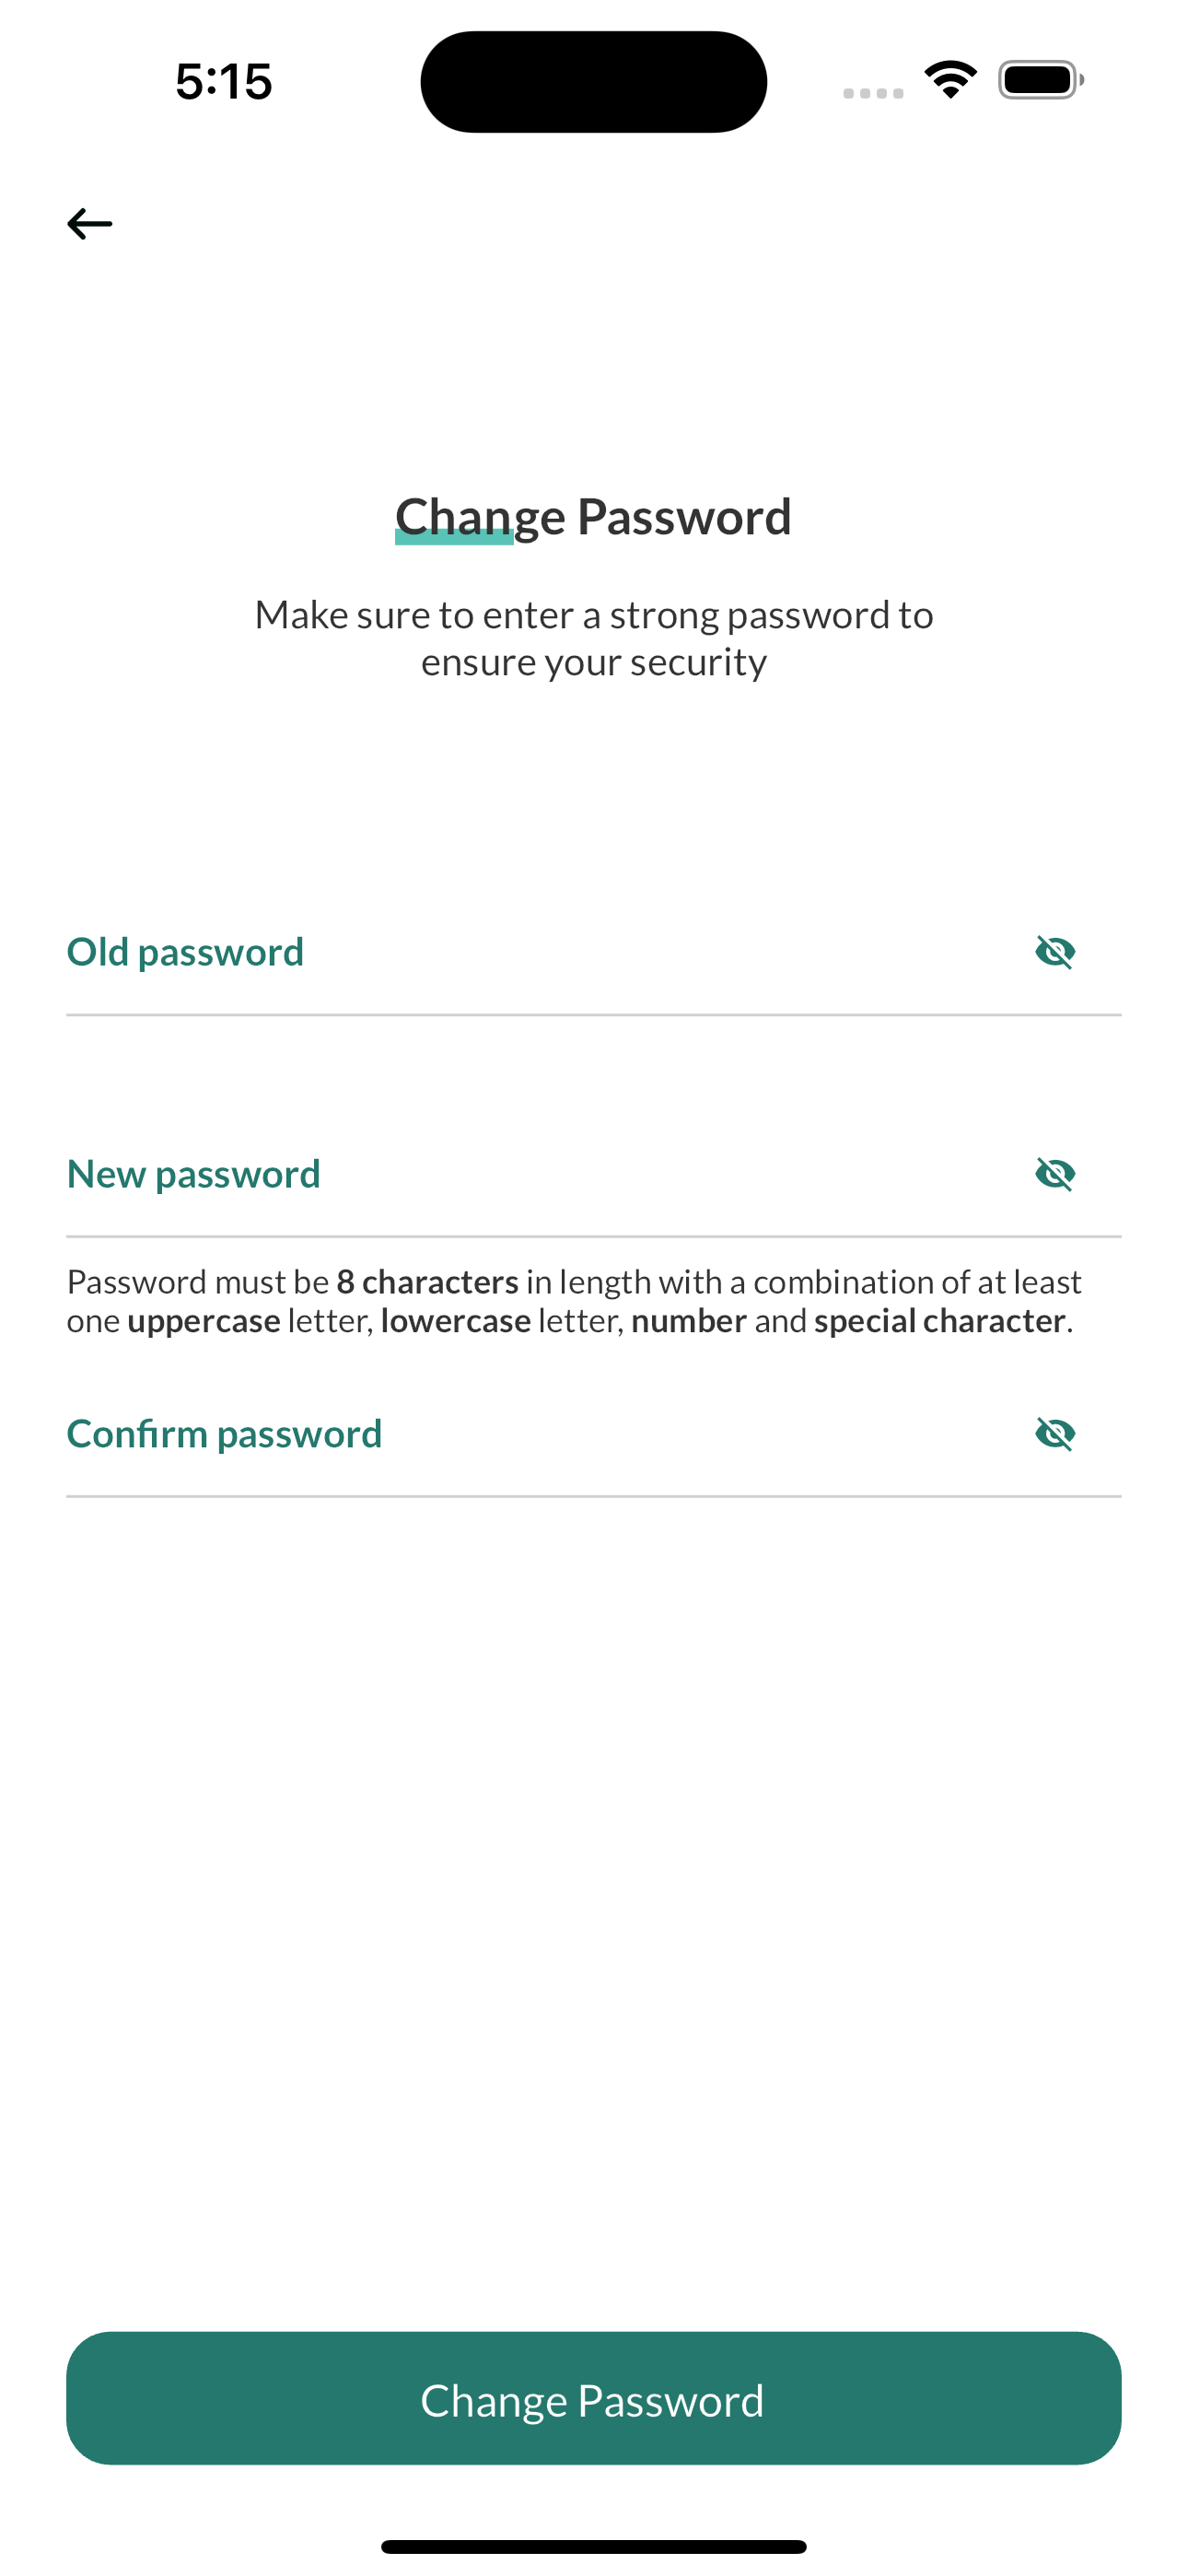 5:15
Change Password
Make sure to enter a strong password to
ensure your security
Old password
New password
Password must be 8 characters in length with a combination of at least
one uppercase letter, lowercase letter, number and special character.
Confirm password
Change Password